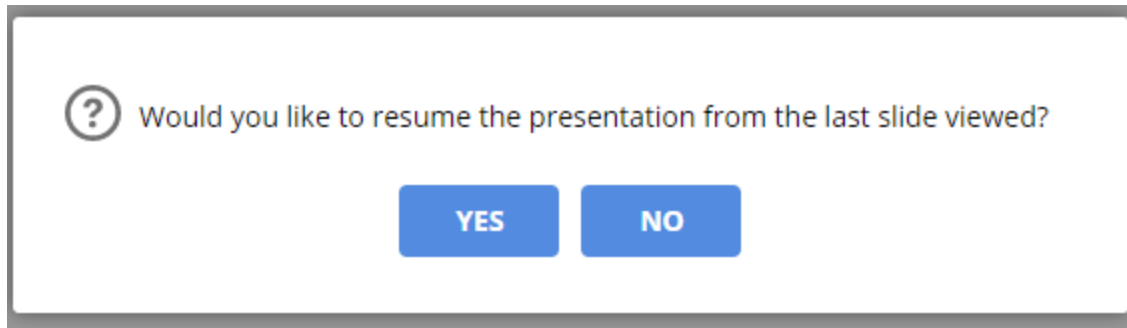 Would you like to resume the presentation from the last slide viewed?
YES NO